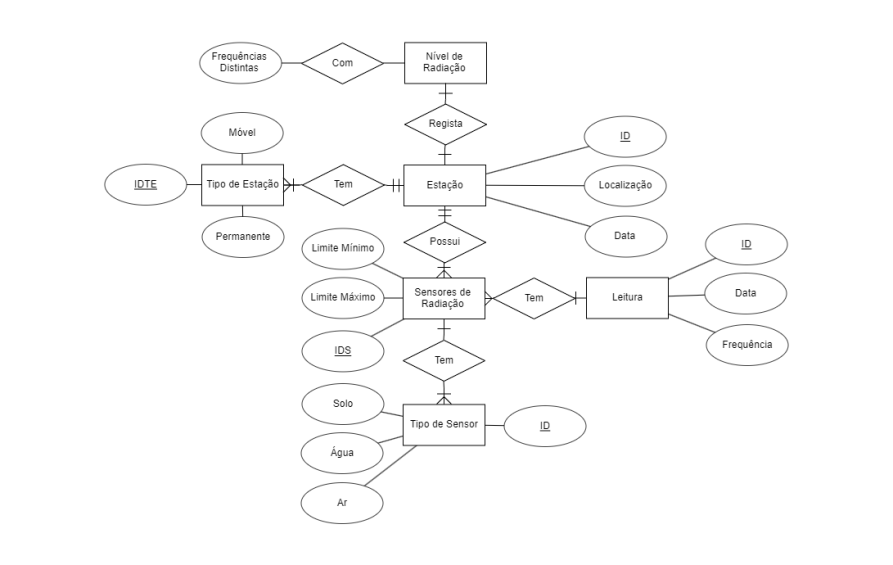 Frequências
Distintas
Com
Nível de
Radiação
Regista
Móvel
ID
IDTE
Tipo de Estação
Tem
Estação
Localização
Permanente
Data
Possui
Limite Mínimo
ID
Limite Máximo
Sensores de
Radiação
Tem
Leitura
Data
IDS
Frequência
Tem
Solo
Tipo de Sensor
ID
Água
Ar